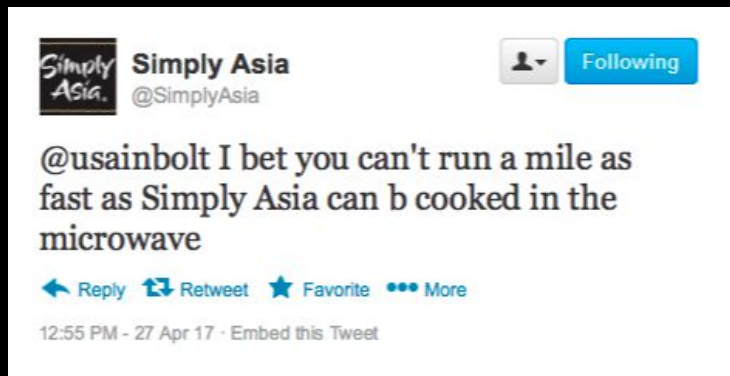 Simply
Asia.
Simply Asia
@SimplyAsia
Following
@usainbolt I bet you can't run a mile as
fast as Simply Asia can b cooked in the
microwave
Reply Retweet Favorite More
12:55 PM - 27 Apr 17 · Embed this Tweet